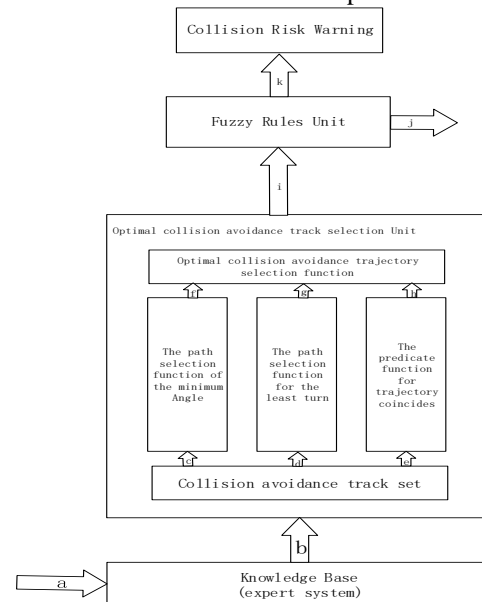 Collision Risk Warning
k
Fuzzy Rules Unit
j
i
Optimal collision avoidance track selection Unit
Optimal collision avoidance trajectory
selection function
f
g
h
The path
selection
function of
the minimum
Angle
The path
selection
function
for the
least turn
The
predicate
function
for
trajectory
coincides
c
d
e
Collision avoidance track set
b
a
Knowledge Base
(expert system)